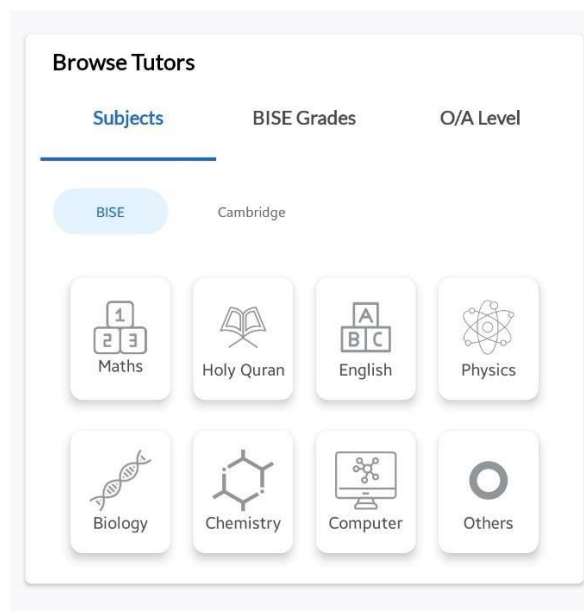 Browse Tutors
Subjects BISE Grades O/A Level
BISE Cambridge
1
2 3
A
B C
Maths Holy Quran English Physics
Biology Chemistry Computer Others